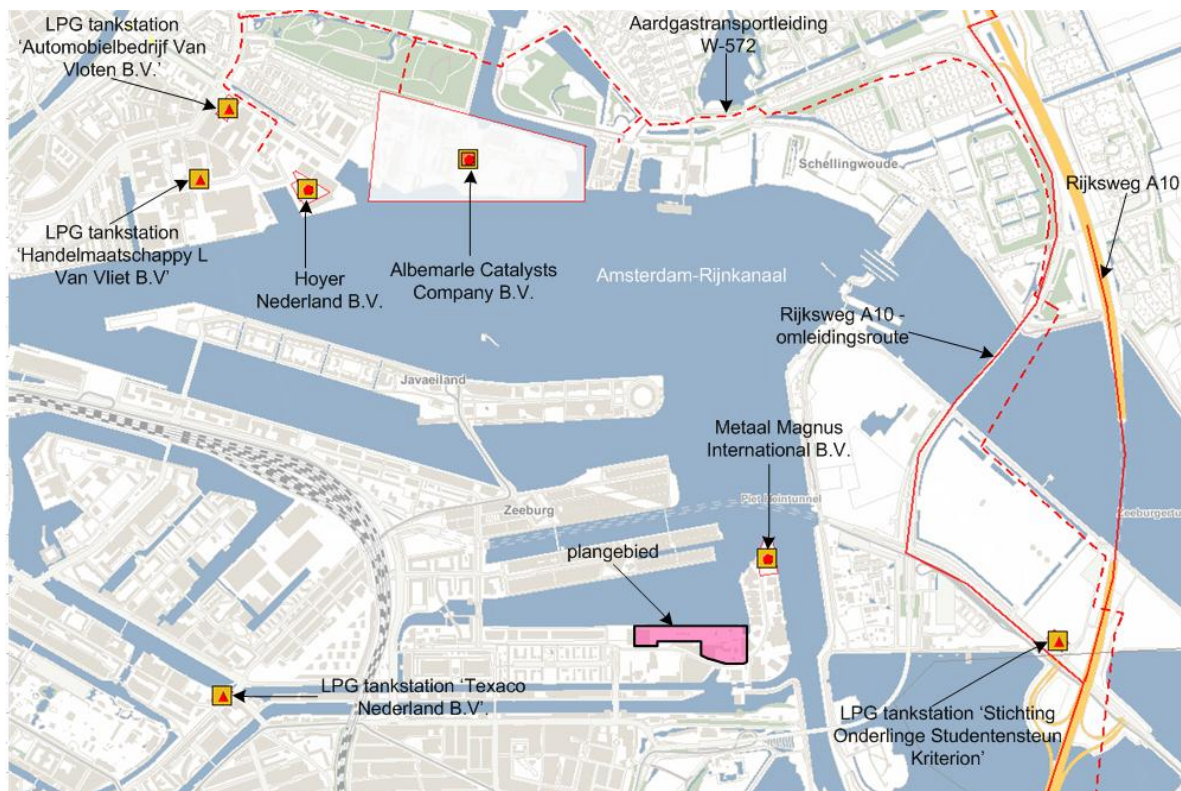 LPG tankstation
‘Automobielbedrijf Van
Vloten B.V.’
Aardgastransportleiding
W-572
Schellingwoude
Rijksweg A10
LPG tankstation
‘Handelmaatschappy L
Van Vliet B.V’
Hoyer
Nederland B.V.
Albemarle Catalysts
Company B.V.
Amsterdam-Rijnkanaal
Rijksweg A10 -
omleidingsroute
Javaeiland
Metaal Magnus
International B.V.
Zeeburg
Piet Heintunnel
Zeeburgertu
plangebied
LPG tankstation ‘Texaco
Nederland B.V’.
LPG tankstation ‘Stichting
Onderlinge Studentensteun
Kriterion’